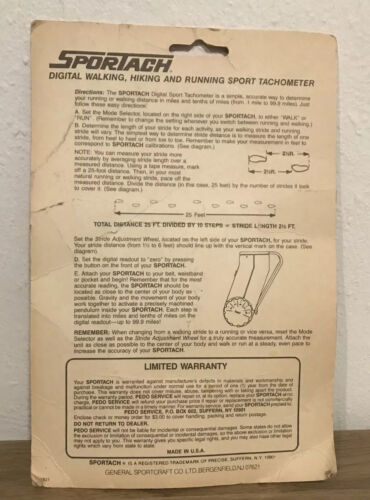 SPORTACH
DIGITAL WALKING, HIKING AND RUNNING SPORT TACHOMETER
Directions: The SPORTACH Digital Sport Tachometer is a simple, accurate way to determine
your running or walking distance in miles and tenths of miles (from .1 mile to 99.9 miles). Just
follow these easy directions:
A. Set the Mode Selector, located on the right side of your SPORTACH, to either "WALK" or
"RUN". (Remember to change the setting whenever you switch between running and walking.)
B. Determine the length of your stride for each activity, as your walking stride and running
stride will vary. The simplest way to determine stride distance is to measure the length of one
stride, from heel to heel or from toe to toe. Remember to make your measurement in feet to
correspond to SPORTACH calibrations. (See diagram).
NOTE: You can measure your stride more
accurately by averaging stride length over a
measured distance. Using a tape measure, mark
off a 25-foot distance. Then, in your most
natural running or walking stride, pace off the
measured distance. Divide the distance (in this case, 25 feet) by the number of strides it took
to cover it. (See diagram).
2½ft.
2½ft.
25 Feet
TOTAL DISTANCE 25 FT. DIVIDED BY 10 STEPS = STRIDE LENGTH 2½ FT.
Set the Stride Adjustment Wheel, located on the left side of your SPORTACH, for your stride.
Your stride distance (from 1½ to 6 feet) should line up with the vertical mark on the case. (See
diagram).
D. Set the digital readout to "zero" by pressing
the button on the front of your SPORTACH.
E. Attach your SPORTACH to your belt, waistband
or pocket and begin! Remember that for the most
accurate reading, the SPORTACH should be
located as close to the center of your body as
possible. Gravity and the movement of your body
work together to activate a precisely machined
pendulum inside your SPORTACH. Each step is
translated into miles and tenths of miles on the
digital readout—up to 99.9 miles!
REMEMBER: When changing from a walking stride to a running or vice versa, reset the Mode
Selector as well as the Stride Adjustment Wheel for a truly accurate measurement. Attach the
unit as close as possible to the center of your body and walk or run at a steady, even pace to
increase the accuracy of your SPORTACH.
LIMITED WARRANTY
Your SPORTACH is warranted against manufacturer's defects in materials and workmanship and
against breakage and malfunction under normal use for a period of one (1) year from the date of
purchase. This warranty does not cover misuse, abuse, tampering with or taking apart the product.
During the warranty period, PEDO SERVICE will repair or, at its option, replace your SPORTACH at no
charge. PEDO SERVICE will refund your purchase price if repair or replacement is not commercially
practical or cannot be made in a timely manner. For warranty service, send your SPORTACH prepaid to:
PEDO SERVICE, P.O. BOX 602, SUFFERN, NY 10901
Enclose check or money order for $3.00 to cover handling, packing and return postage.
DO NOT RETURN TO DEALER.
PEDO SERVICE will not be liable for incidental or consequential damages. Some states do not allow
the exclusion or limitation of consequential or incidental damages, so the above exclusion or limitation
may not apply to you. This warranty gives you specific legal rights, and you may also have other legal
rights which vary from state to state.
MADE IN U.S.A.
SPORTACH ® IS A REGISTERED TRADEMARK OF PRECISE, SUFFERN, N.Y. 10901
GENERAL SPORTCRAFT CO. LTD. BERGENFIELD, NJ 07621